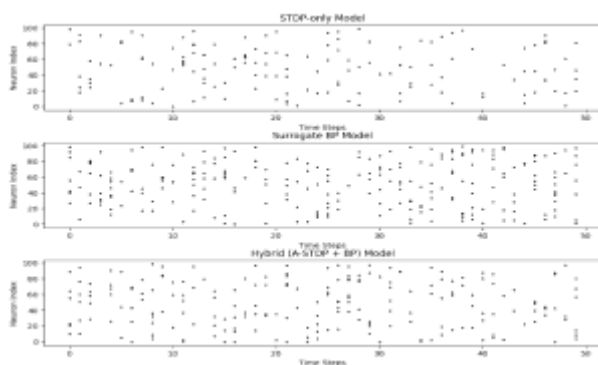 STOP-only Model
Neuron Index
100
80
60
40
20
0
0 10 20 30 40 50
Time Steps
Surrogate BP Model
Neuron Index
100
80
60
40
20
0
0 10 20 30 40 50
Time Steps
Hybrid (A-STOP + BP) Model
Neuron Index
100
80
60
40
20
0
0 10 20 30 40 50
Time Steps